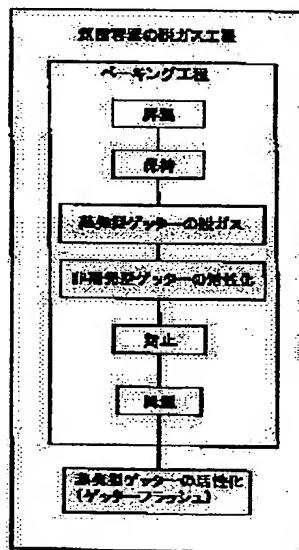 気密容器の脱ガス工程
ベーキング工程
昇温
保持
蒸発型ゲッターの脱ガス
非蒸発型ゲッターの活性化
封止
降温
蒸発型ゲッターの活性化
(ゲッターフラッシュ)